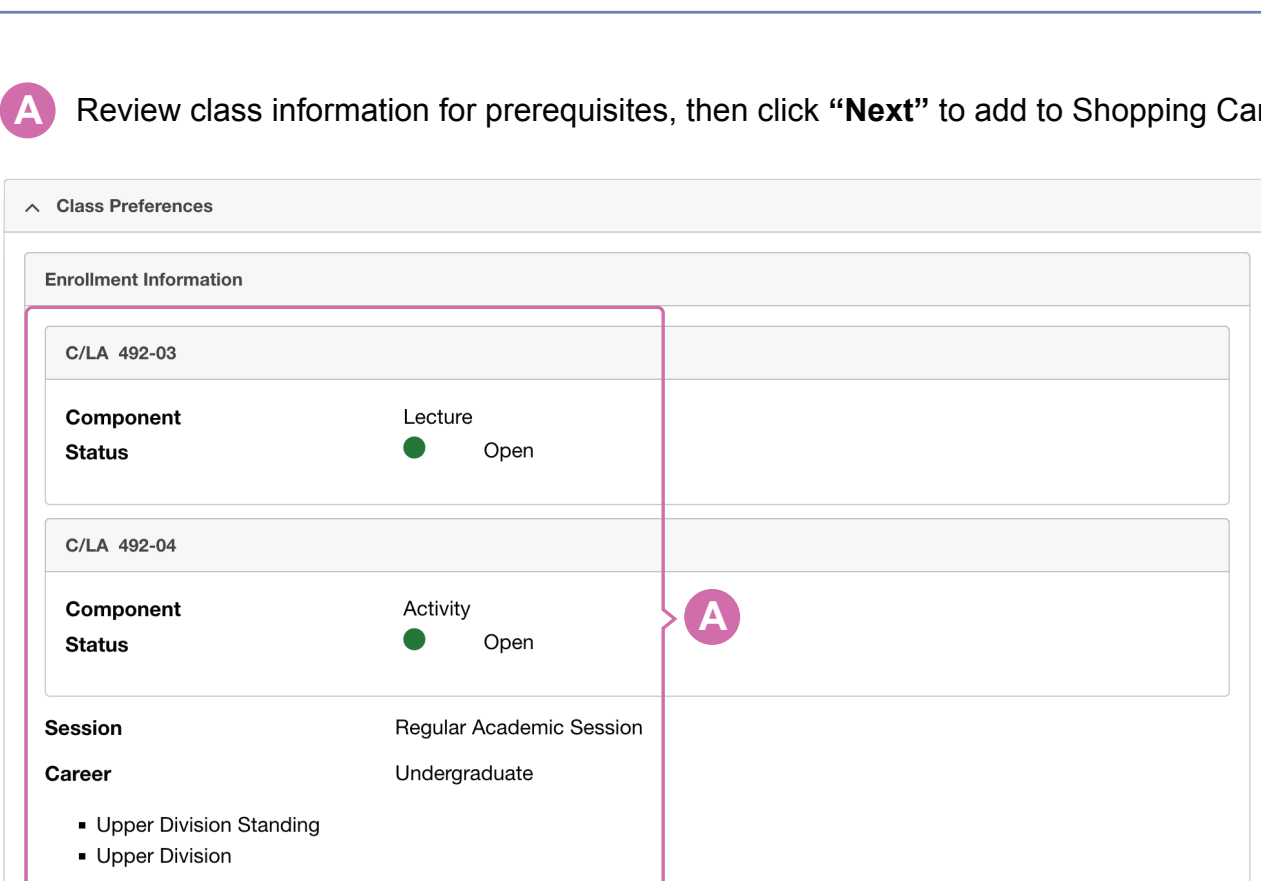 A Review class information for prerequisites, then click “Next” to add to Shopping
Class Preferences
Enrollment Information
C/LA 492-03
Component Lecture
Status Open
C/LA 492-04
Component Activity
Status Open
A
Session Regular Academic Session
Career Undergraduate
▪ Upper Division Standing
▪ Upper Division